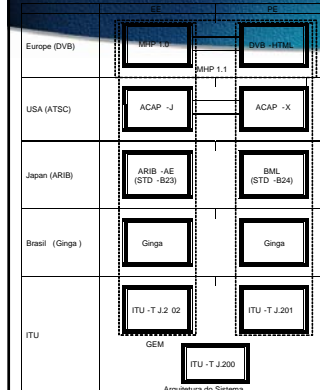 EE PE
Europe (DVB) MHP 1.0 DVB -HTML
MHP 1.1
USA (ATSC) ACAP -J ACAP -X
Japan (ARIB) ARIB -AE (STD -B23) BML (STD -B24)
Brasil (Ginga ) Ginga Ginga
ITU ITU -T J.2 02 ITU -T J.201
GEM
ITU -T J.200
Arquitetura do Sistema